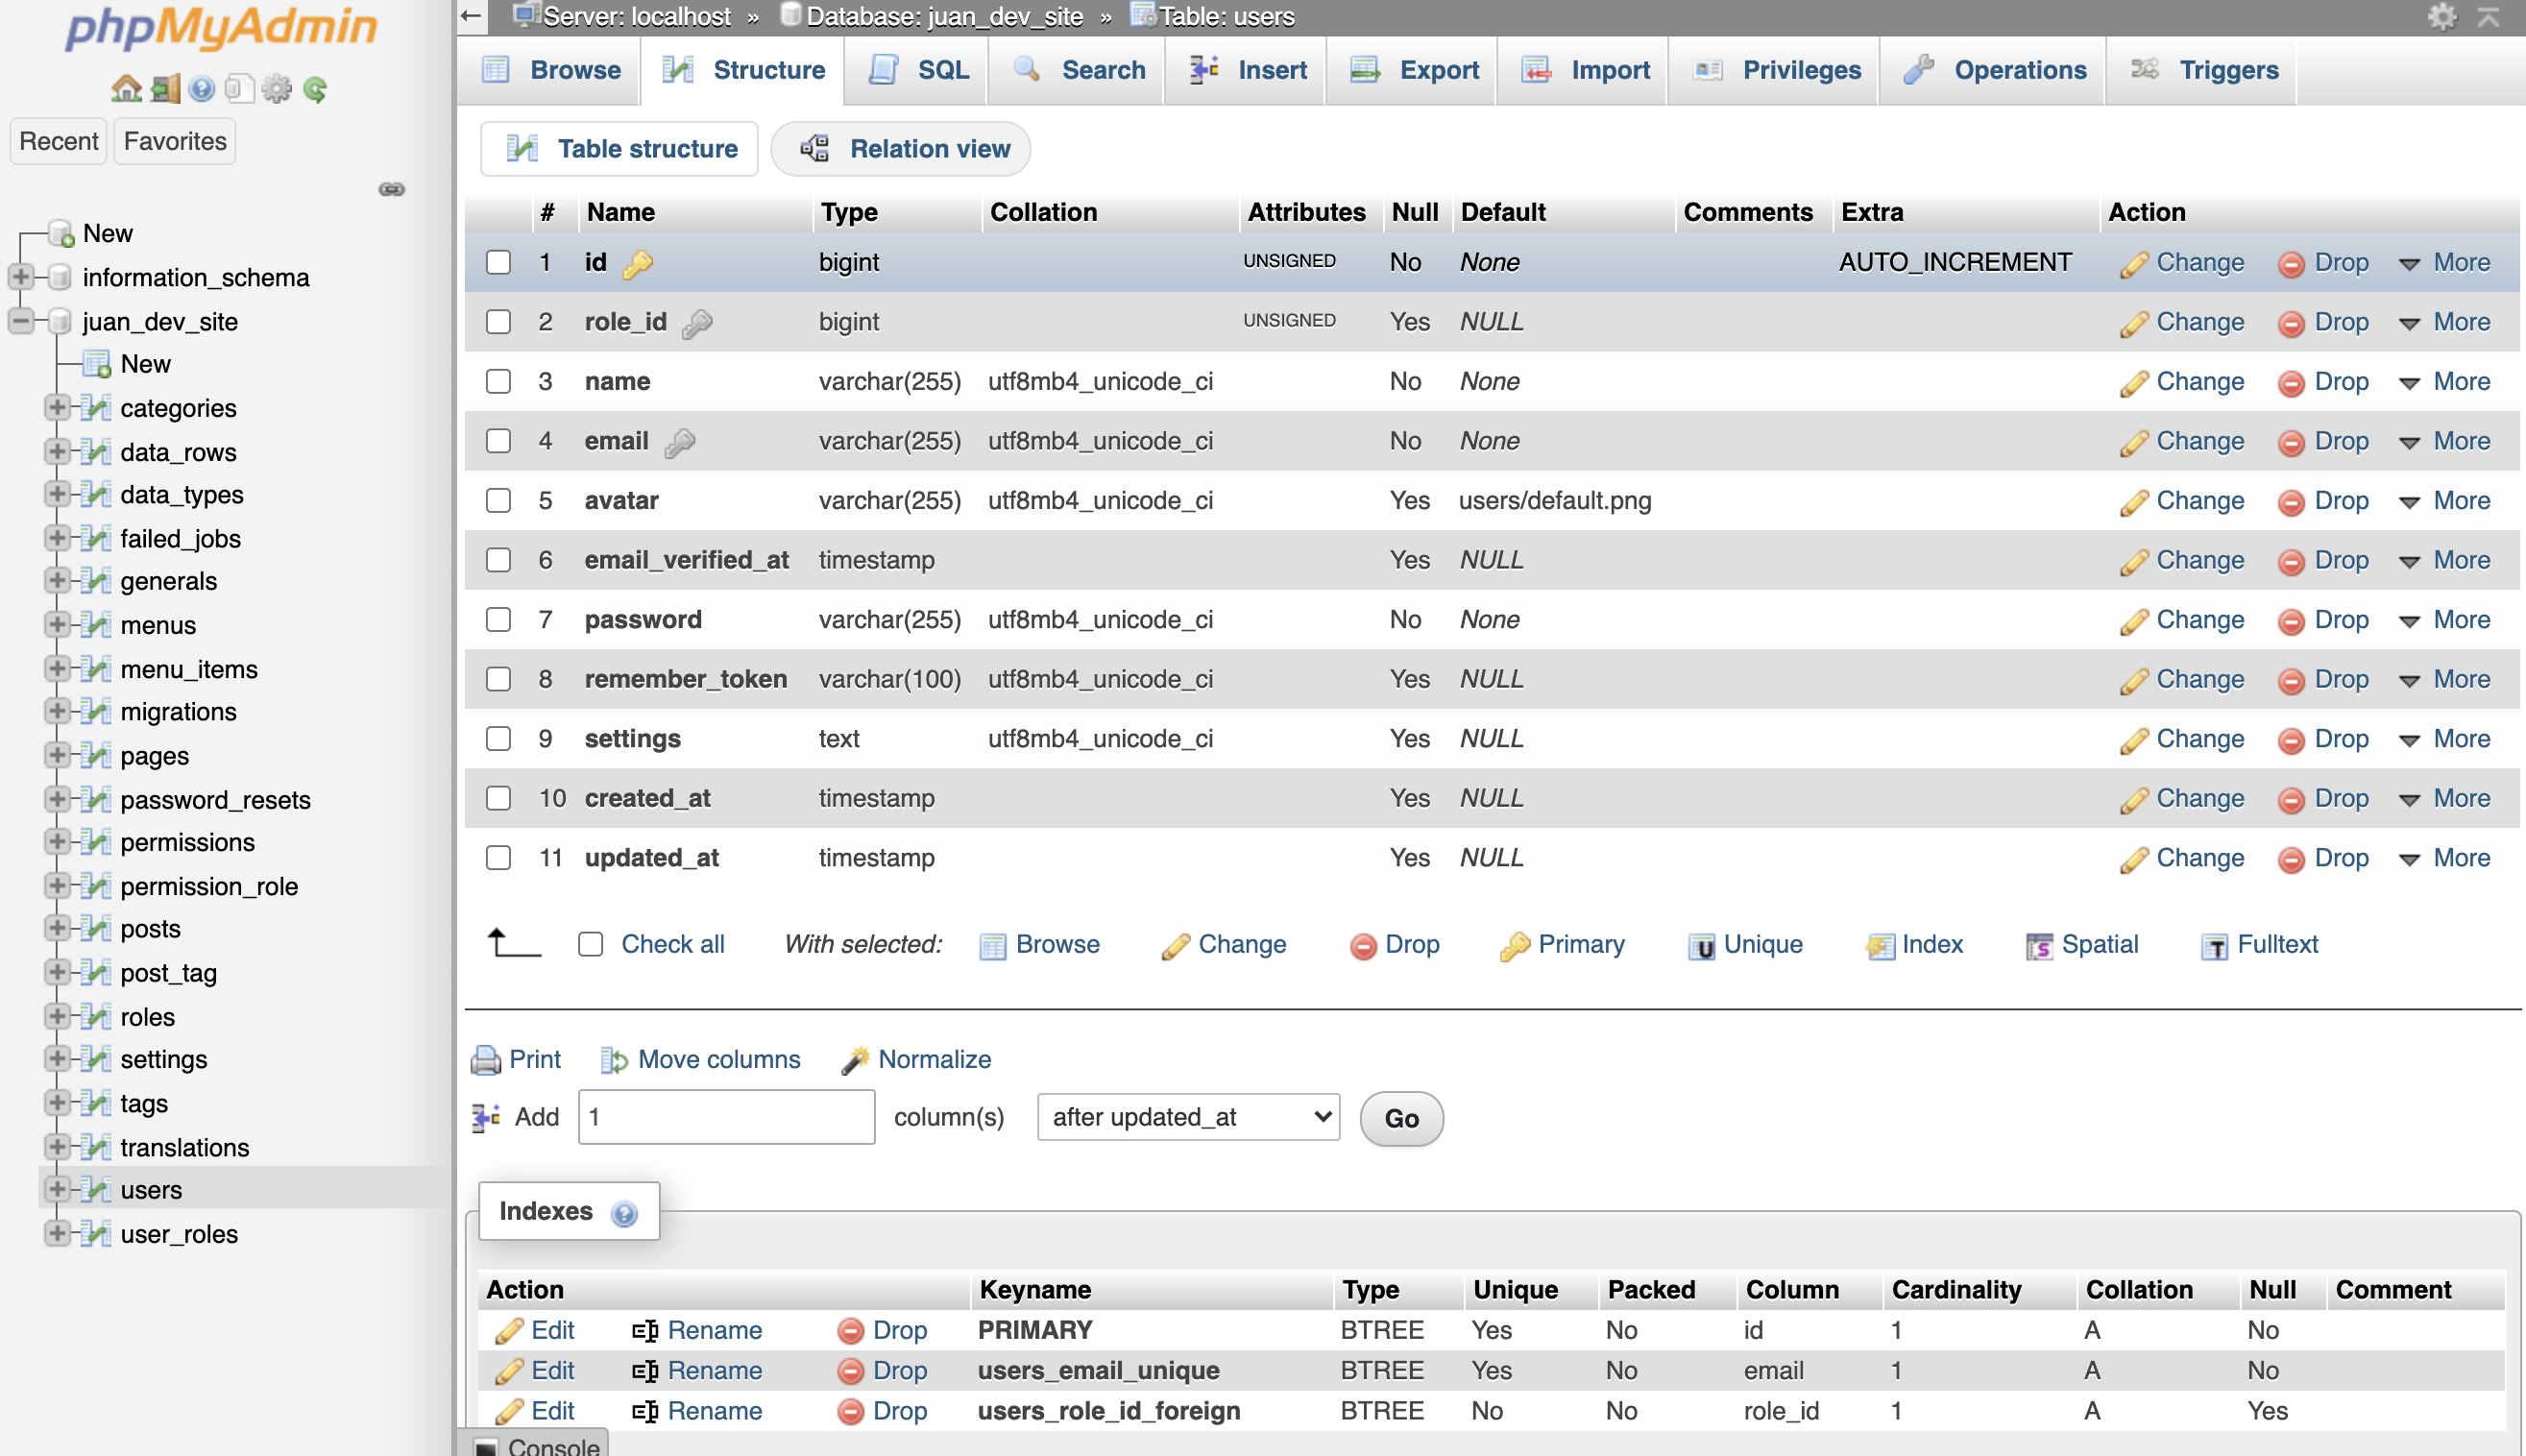 phpMyAdmin
Recent Favorites
New
information_schema
juan_dev_site
New
categories
data_rows
data_types
failed_jobs
generals
menus
menu_items
migrations
pages
password_resets
permissions
permission_role
posts
post_tag
roles
settings
tags
translations
users
user_roles
Server: localhost » Database: juan_dev_site » Table: users
Browse Structure SQL Search Insert Export Import Privileges Operations Triggers
Table structure Relation view
# Name Type Collation Attributes Null Default Comments Extra Action
1 id bigint UNSIGNED No None AUTO_INCREMENT Change Drop More
2 role_id bigint UNSIGNED Yes NULL Change Drop More
3 name varchar(255) utf8mb4_unicode_ci No None Change Drop More
4 email varchar(255) utf8mb4_unicode_ci No None Change Drop More
5 avatar varchar(255) utf8mb4_unicode_ci Yes users/default.png Change Drop More
6 email_verified_at timestamp Yes NULL Change Drop More
7 password varchar(255) utf8mb4_unicode_ci No None Change Drop More
8 remember_token varchar(100) utf8mb4_unicode_ci Yes NULL Change Drop More
9 settings text utf8mb4_unicode_ci Yes NULL Change Drop More
10 created_at timestamp Yes NULL Change Drop More
11 updated_at timestamp Yes NULL Change Drop More
Check all With selected: Browse Change Drop Primary Unique Index Spatial Fulltext
Print Move columns Normalize
Add 1 column(s) after updated_at Go
Indexes
Action Keyname Type Unique Packed Column Cardinality Collation Null Comment
Edit Rename Drop PRIMARY BTREE Yes No id 1 A No
Edit Rename Drop users_email_unique BTREE Yes No email 1 A No
Edit Rename Drop users_role_id_foreign BTREE No No role_id 1 A Yes
Console